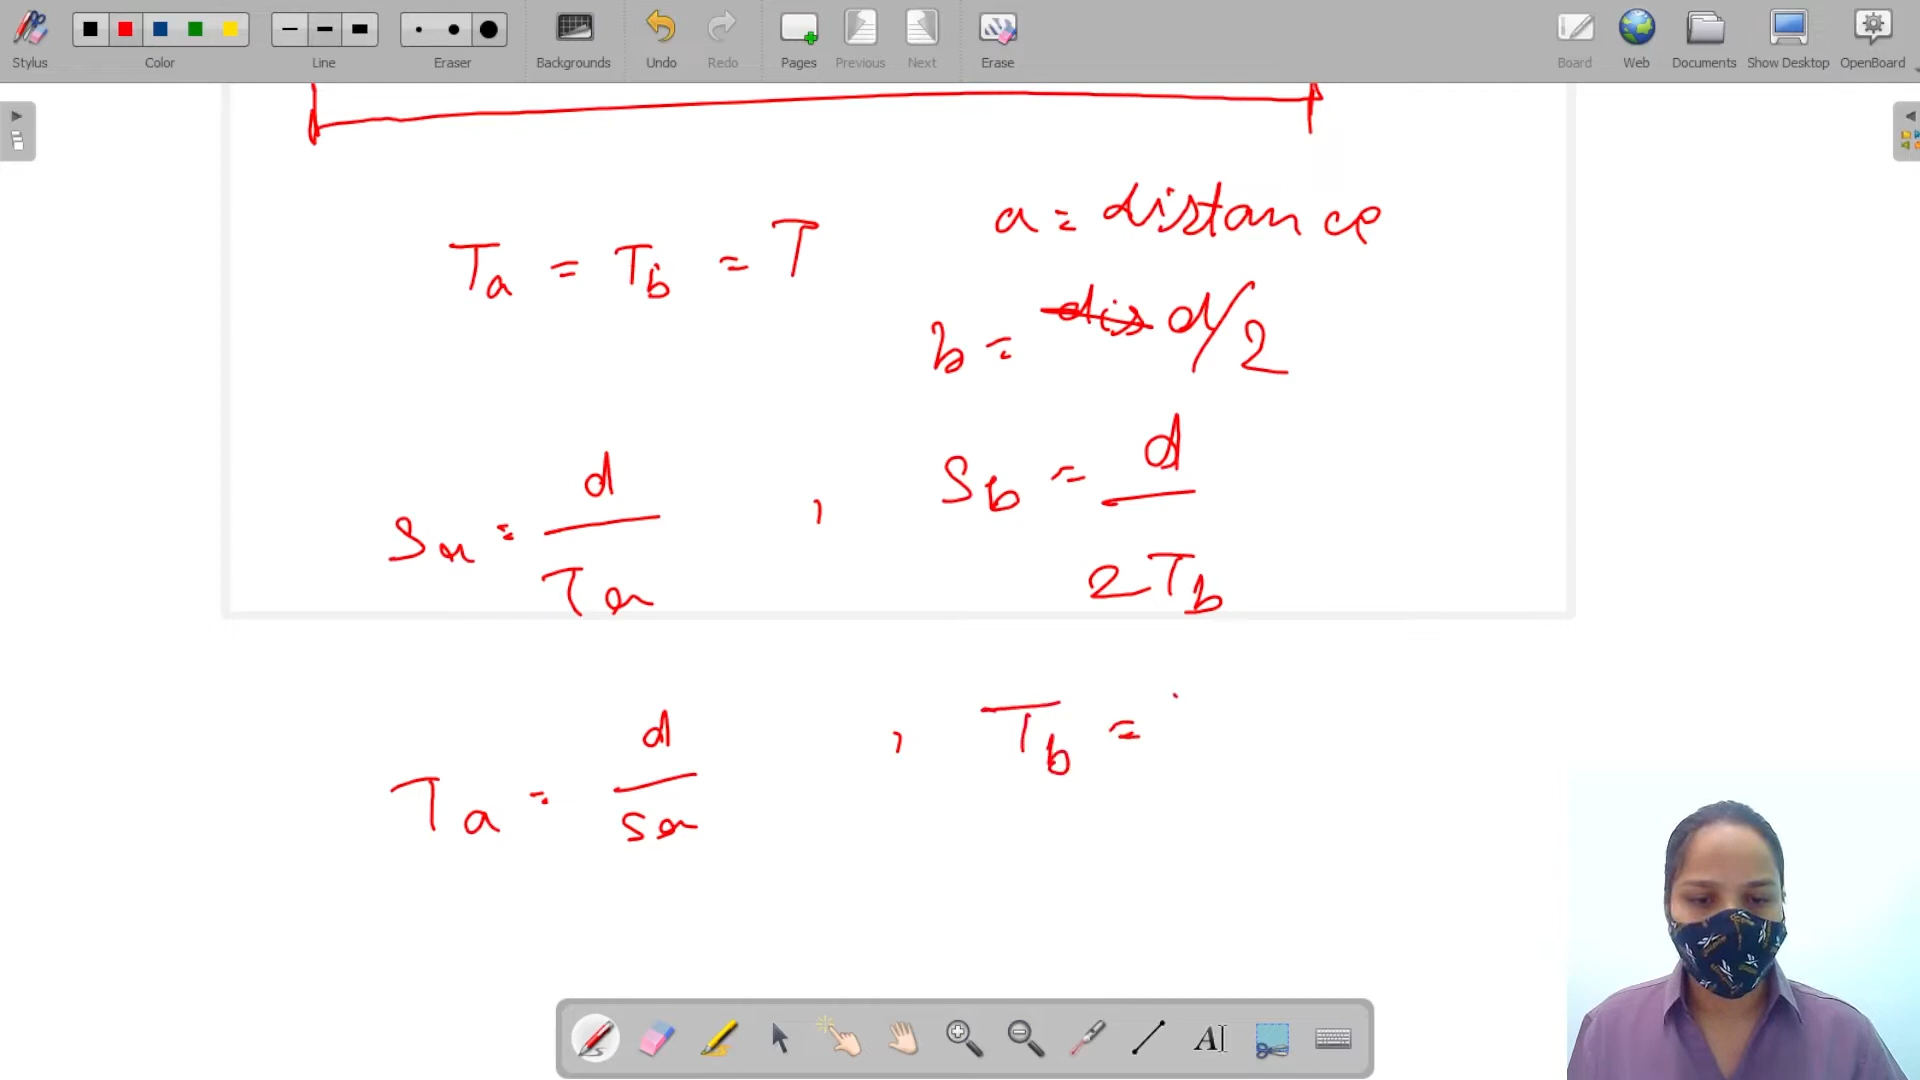 Stylus Color Line Eraser Backgrounds Undo Redo Pages Previous Next Erase Board Web Documents Show Desktop OpenBoard
Ta = Tb = T
a = distance
b = dis d/2
Sa = d/Ta , Sb = d/2Tb
Ta = d/Sa , Tb =